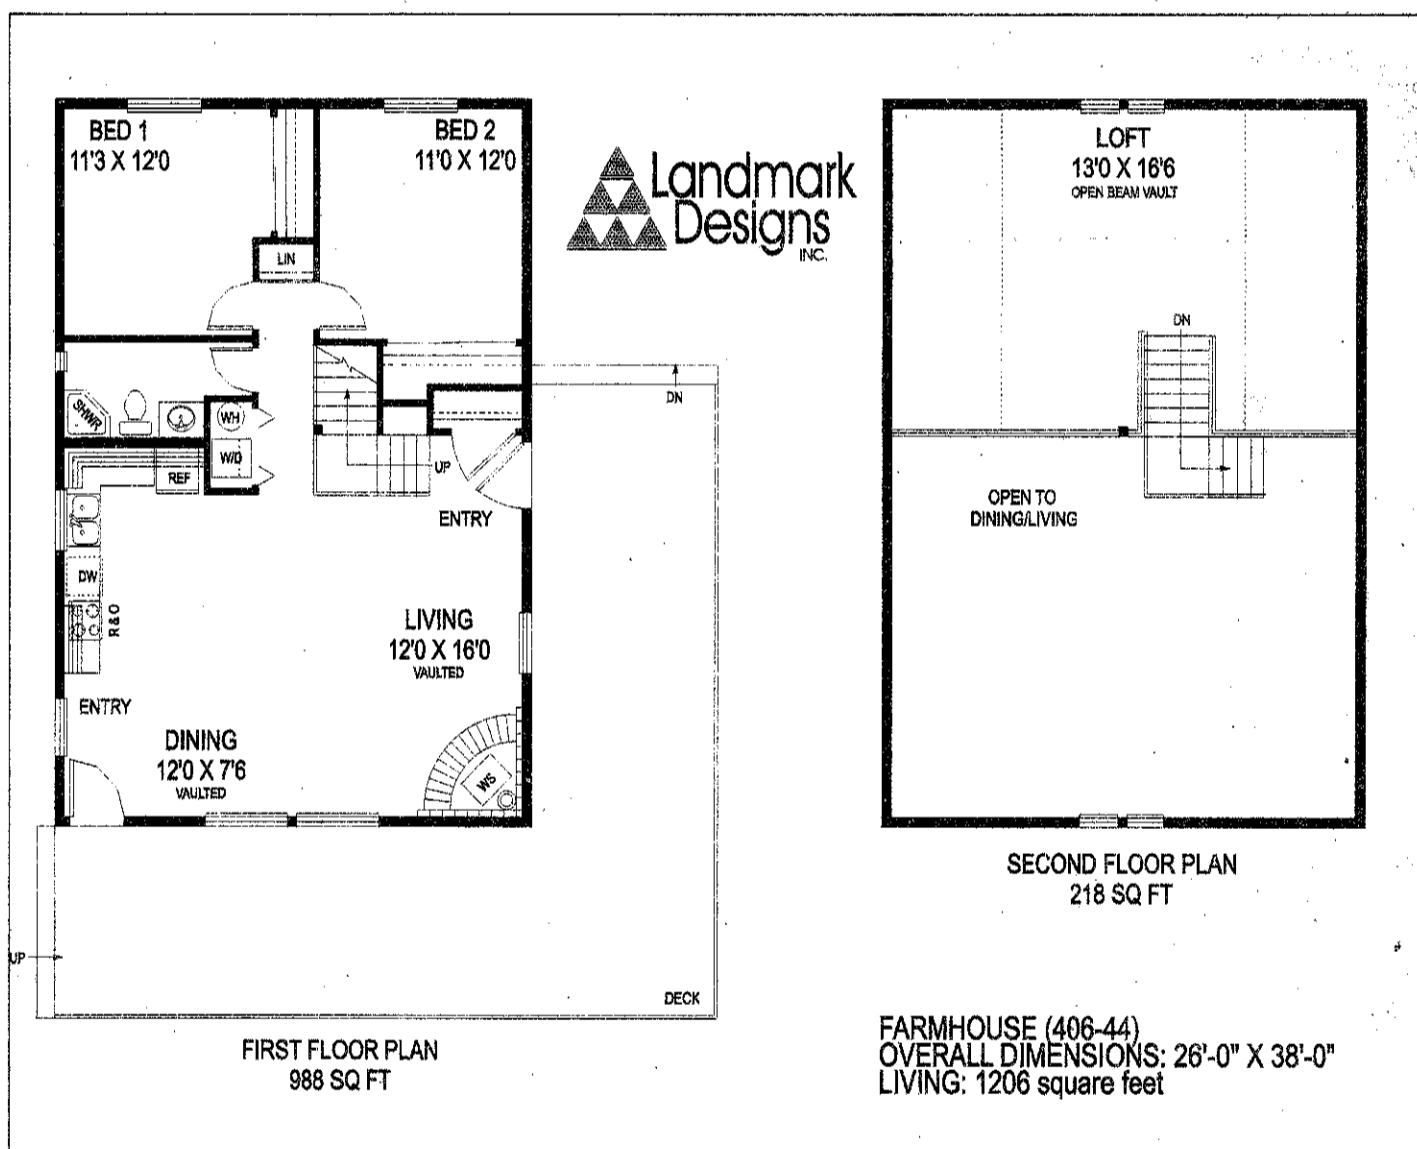 BED 1
11'3 X 12'0
BED 2
11'0 X 12'0
LIN
SHWR
WH
W/D
REF
DW
R&O
UP
DN
ENTRY
LIVING
12'0 X 16'0
VAULTED
ENTRY
DINING
12'0 X 7'6
VAULTED
WS
UP
DECK
FIRST FLOOR PLAN
988 SQ FT
Landmark
Designs
INC.
LOFT
13'0 X 16'6
OPEN BEAM VAULT
DN
OPEN TO
DINING/LIVING
SECOND FLOOR PLAN
218 SQ FT
FARMHOUSE (406-44)
OVERALL DIMENSIONS: 26'-0" X 38'-0"
LIVING: 1206 square feet